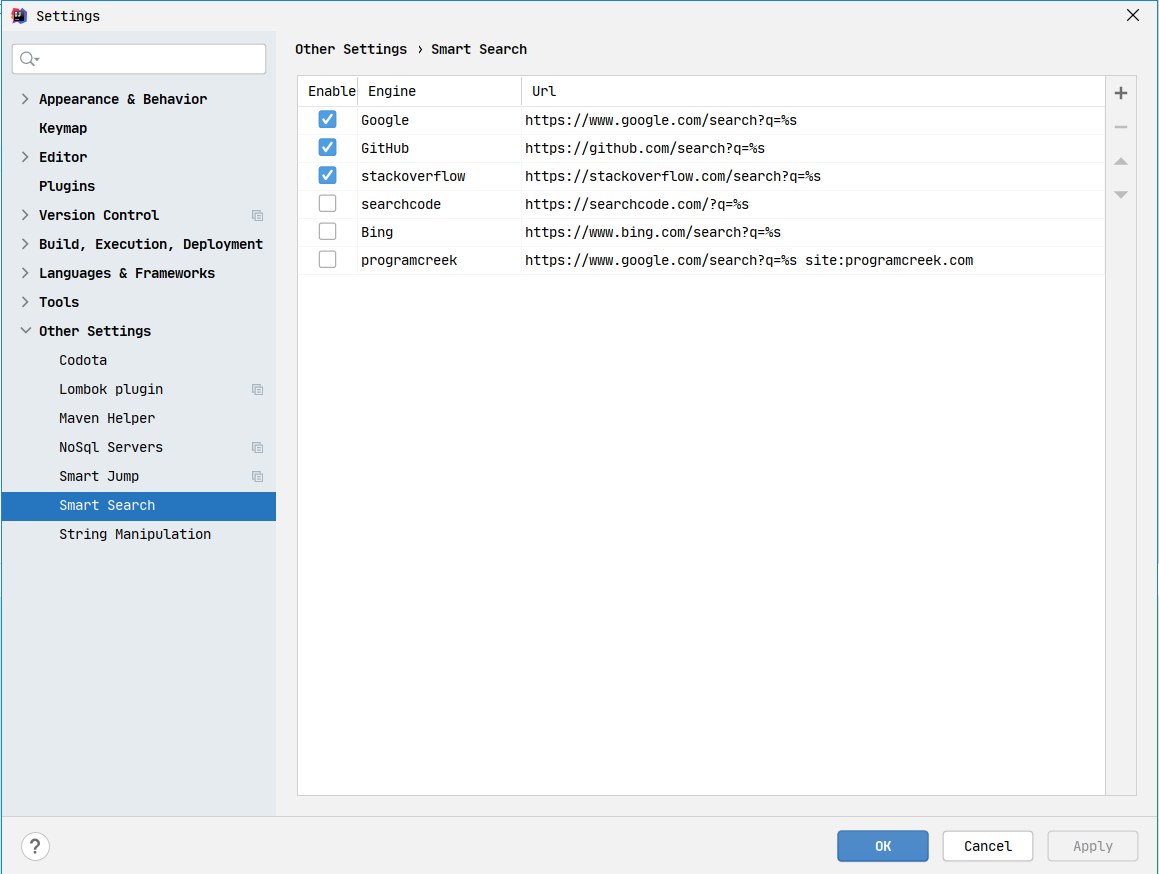 Settings
Other Settings › Smart Search
Appearance & Behavior
Keymap
Editor
Plugins
Version Control
Build, Execution, Deployment
Languages & Frameworks
Tools
Other Settings
Codota
Lombok plugin
Maven Helper
NoSql Servers
Smart Jump
Smart Search
String Manipulation
Enable Engine Url
Google https://www.google.com/search?q=%s
GitHub https://github.com/search?q=%s
stackoverflow https://stackoverflow.com/search?q=%s
searchcode https://searchcode.com/?q=%s
Bing https://www.bing.com/search?q=%s
programcreek https://www.google.com/search?q=%s site:programcreek.com
? OK Cancel Apply